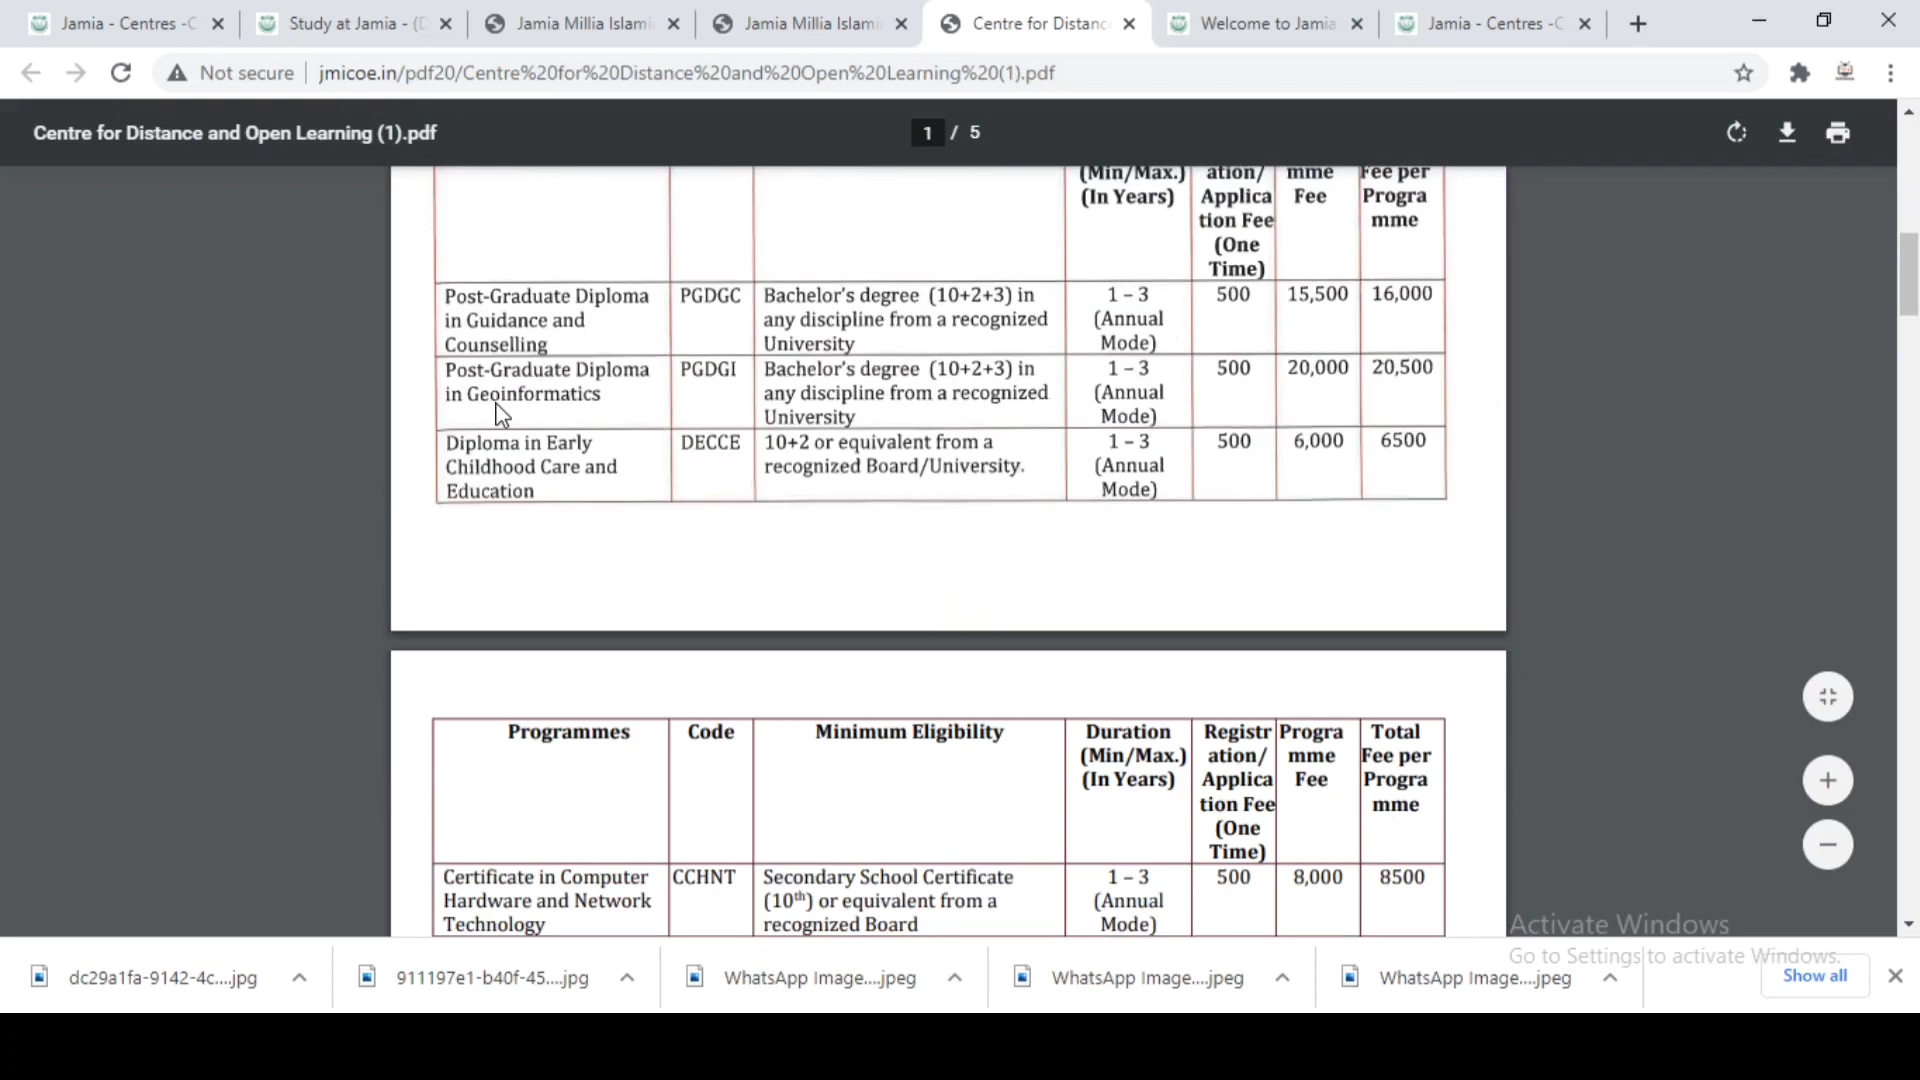 Jamia - Centres - C
Study at Jamia - (D
Jamia Millia Islami
Jamia Millia Islami
Centre for Distanc
Welcome to Jamia
Jamia - Centres - C
Not secure
jmicoe.in/pdf20/Centre%20for%20Distance%20and%20Open%20Learning%20(1).pdf
Centre for Distance and Open Learning (1).pdf
1 / 5
(Min/Max.)
(In Years)
ation/
Applica
tion Fee
(One
Time)
mme
Fee
Fee per
Progra
mme
Post-Graduate Diploma
in Guidance and
Counselling
PGDGC
Bachelor’s degree (10+2+3) in
any discipline from a recognized
University
1 – 3
(Annual
Mode)
500
15,500
16,000
Post-Graduate Diploma
in Geoinformatics
PGDGI
Bachelor’s degree (10+2+3) in
any discipline from a recognized
University
1 – 3
(Annual
Mode)
500
20,000
20,500
Diploma in Early
Childhood Care and
Education
DECCE
10+2 or equivalent from a
recognized Board/University.
1 – 3
(Annual
Mode)
500
6,000
6500
Programmes
Code
Minimum Eligibility
Duration
(Min/Max.)
(In Years)
Registr
ation/
Applica
tion Fee
(One
Time)
Progra
mme
Fee
Total
Fee per
Progra
mme
Certificate in Computer
Hardware and Network
Technology
CCHNT
Secondary School Certificate
(10th) or equivalent from a
recognized Board
1 – 3
(Annual
Mode)
500
8,000
8500
Activate Windows
Go to Settings to activate Windows.
dc29a1fa-9142-4c....jpg
911197e1-b40f-45....jpg
WhatsApp Image....jpeg
WhatsApp Image....jpeg
WhatsApp Image....jpeg
Show all